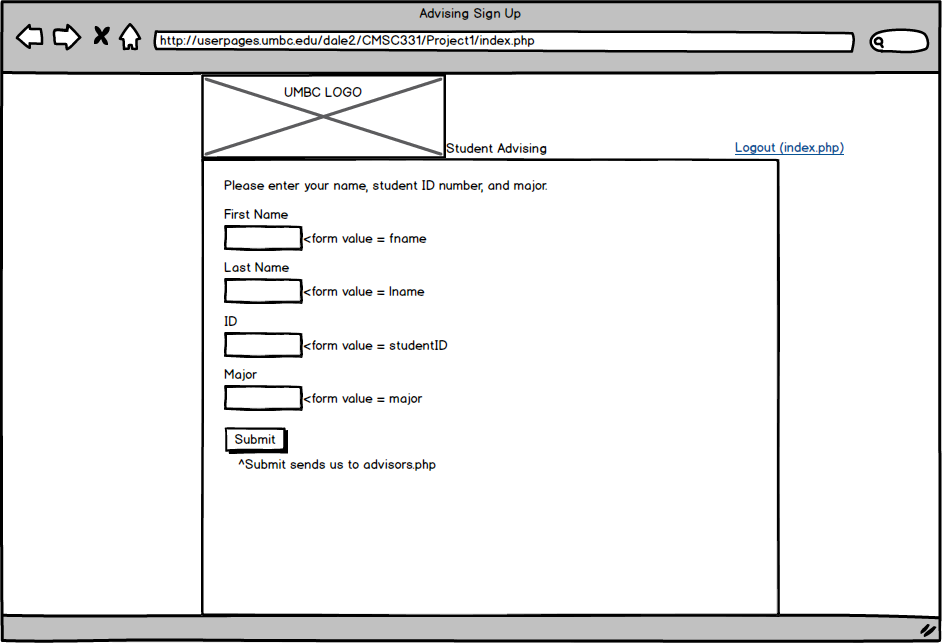 Advising Sign Up
http://userpages.umbc.edu/dale2/CMSC331/Project1/index.php
UMBC LOGO
Student Advising
Logout (index.php)
Please enter your name, student ID number, and major.
First Name
<form value = fname
Last Name
<form value = lname
ID
<form value = studentID
Major
<form value = major
Submit
^Submit sends us to advisors.php